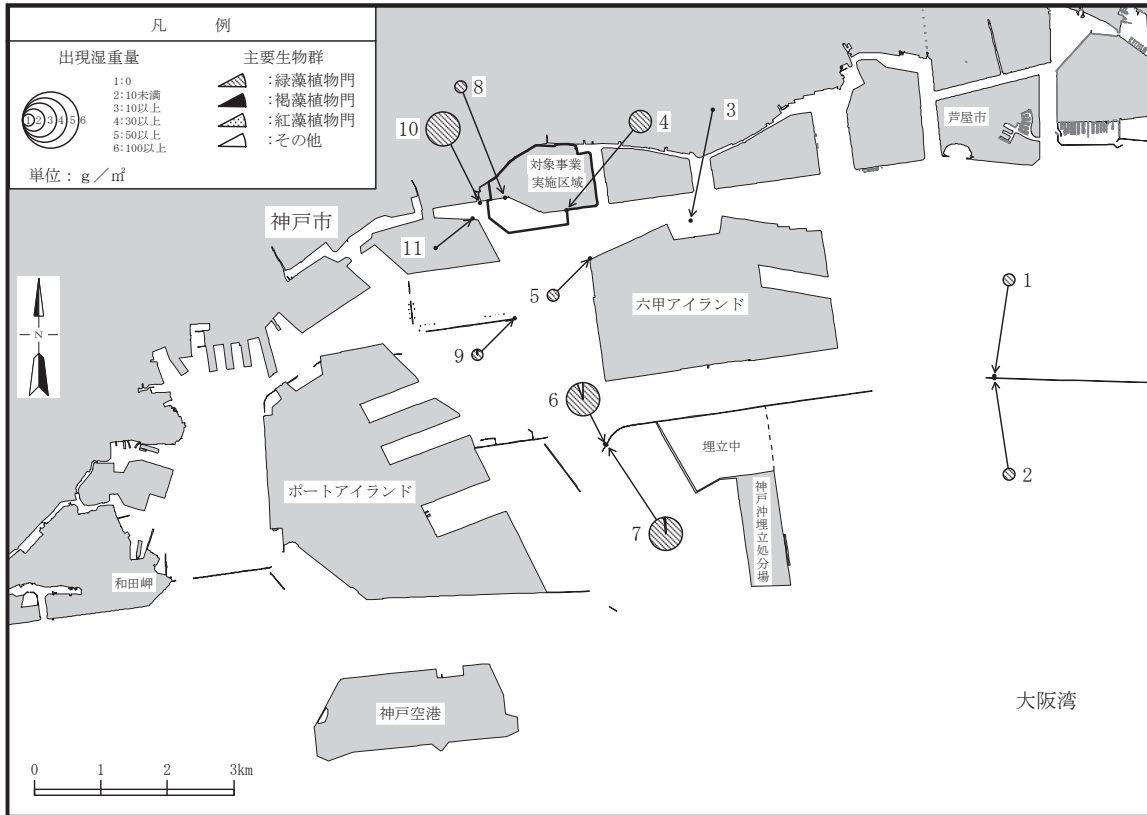 凡 例
出現湿重量
1:0
2:10未満
3:10以上
4:30以上
5:50以上
6:100以上
1 2 3 4 5 6
単位：g／㎡
主要生物群
：緑藻植物門
：褐藻植物門
：紅藻植物門
：その他
8
3
10
4
対象事業
実施区域
芦屋市
神戸市
11
5
六甲アイランド
1
N
9
6
埋立中
2
ポートアイランド
7
神戸沖埋立処分場
和田岬
神戸空港
大阪湾
0 1 2 3km